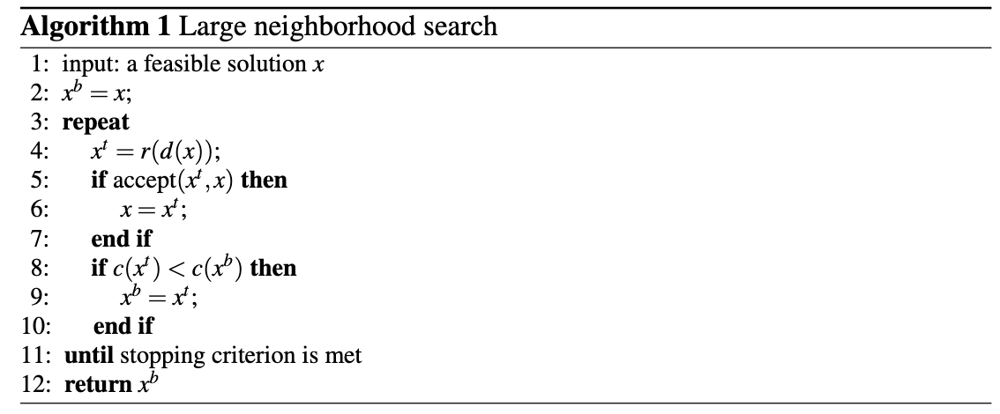 Algorithm 1 Large neighborhood search
1: input: a feasible solution x
2: x^b = x;
3: repeat
4: x^t = r(d(x));
5: if accept(x^t,x) then
6: x = x^t;
7: end if
8: if c(x^t) < c(x^b) then
9: x^b = x^t;
10: end if
11: until stopping criterion is met
12: return x^b